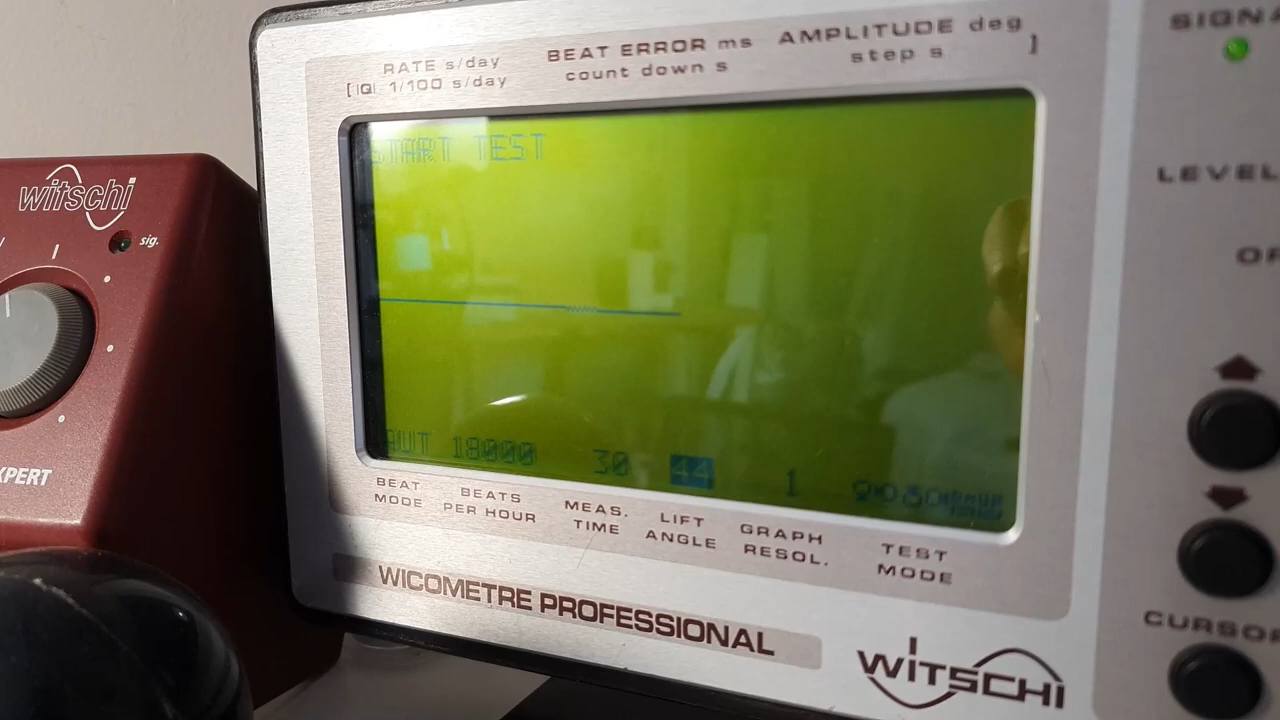 RATE s/day
BEAT ERROR ms
AMPLITUDE deg
1/100 s/day
count down s
step s
SIGNA
START TEST
witschi
sig.
LEVEL
XPERT
AUT 18000 30 44 1
BEAT MODE
BEATS PER HOUR
MEAS. TIME
LIFT ANGLE
GRAPH RESOL.
TEST MODE
WICOMETRE PROFESSIONAL
WITSCHI
CURSOR